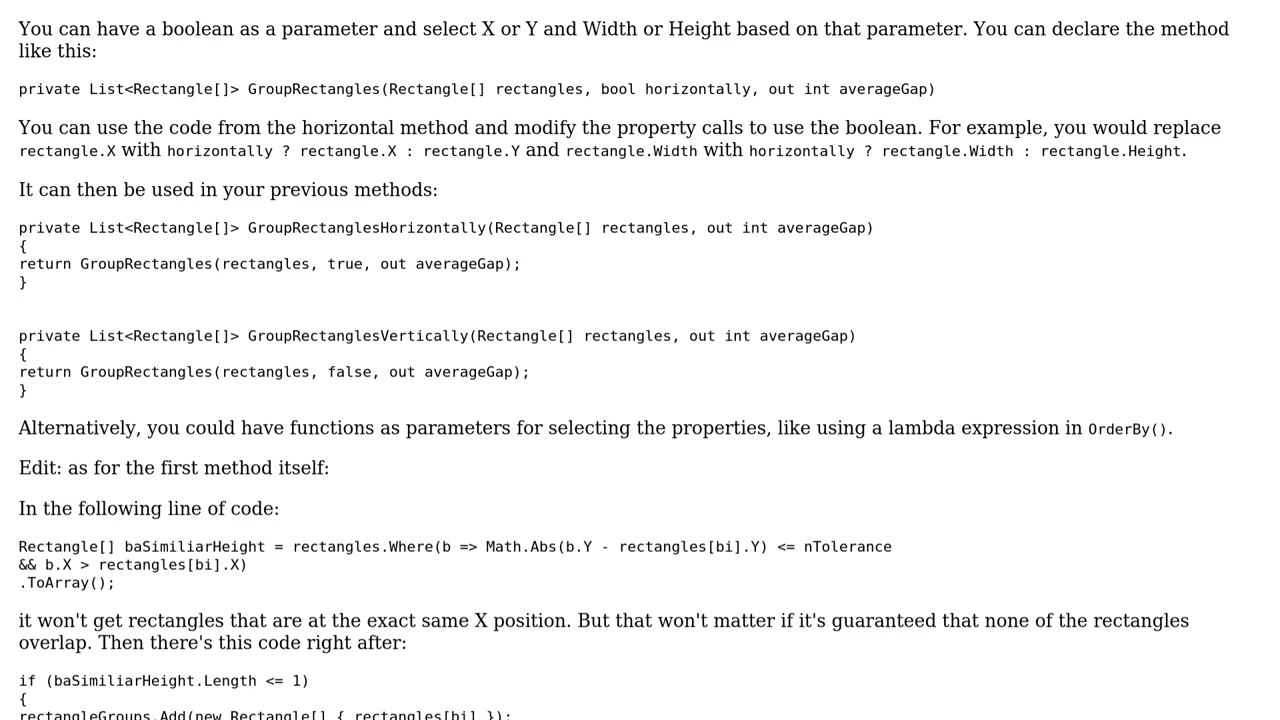 You can have a boolean as a parameter and select X or Y and Width or Height based on that parameter. You can declare the method
like this:
private List<Rectangle[]> GroupRectangles(Rectangle[] rectangles, bool horizontally, out int averageGap)
You can use the code from the horizontal method and modify the property calls to use the boolean. For example, you would replace
rectangle.X with horizontally ? rectangle.X : rectangle.Y and rectangle.Width with horizontally ? rectangle.Width : rectangle.Height.
It can then be used in your previous methods:
private List<Rectangle[]> GroupRectanglesHorizontally(Rectangle[] rectangles, out int averageGap)
{
return GroupRectangles(rectangles, true, out averageGap);
}
private List<Rectangle[]> GroupRectanglesVertically(Rectangle[] rectangles, out int averageGap)
{
return GroupRectangles(rectangles, false, out averageGap);
}
Alternatively, you could have functions as parameters for selecting the properties, like using a lambda expression in OrderBy().
Edit: as for the first method itself:
In the following line of code:
Rectangle[] baSimiliarHeight = rectangles.Where(b => Math.Abs(b.Y - rectangles[bi].Y) <= nTolerance
&& b.X > rectangles[bi].X)
.ToArray();
it won't get rectangles that are at the exact same X position. But that won't matter if it's guaranteed that none of the rectangles
overlap. Then there's this code right after:
if (baSimiliarHeight.Length <= 1)
{
rectangleGroups.Add(new Rectangle[] { rectangles[bi] });